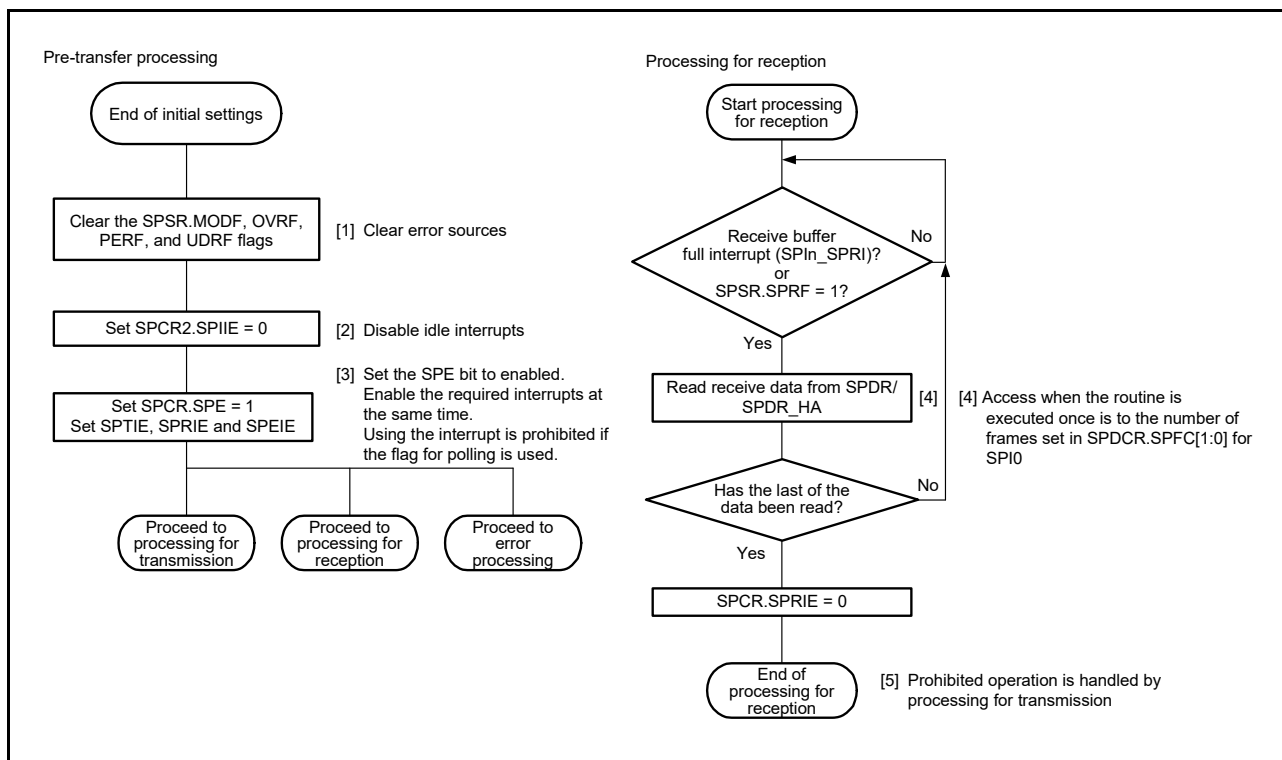 Pre-transfer processing
End of initial settings
Clear the SPSR.MODF, OVRF,
PERF, and UDRF flags
[1] Clear error sources
Set SPCR2.SPIIE = 0
[2] Disable idle interrupts
Set SPCR.SPE = 1
Set SPTIE, SPRIE and SPEIE
[3] Set the SPE bit to enabled.
Enable the required interrupts at
the same time.
Using the interrupt is prohibited if
the flag for polling is used.
Proceed to
processing for
transmission
Proceed to
processing for
reception
Proceed to
error
processing
Processing for reception
Start processing
for reception
Receive buffer
full interrupt (SPIn_SPRI)?
or
SPSR.SPRF = 1?
No
Yes
Read receive data from SPDR/
SPDR_HA
[4]
[4] Access when the routine is
executed once is to the number of
frames set in SPDCR.SPFC[1:0] for
SPI0
Has the last of the
data been read?
No
Yes
SPCR.SPRIE = 0
End of
processing for
reception
[5] Prohibited operation is handled by
processing for transmission